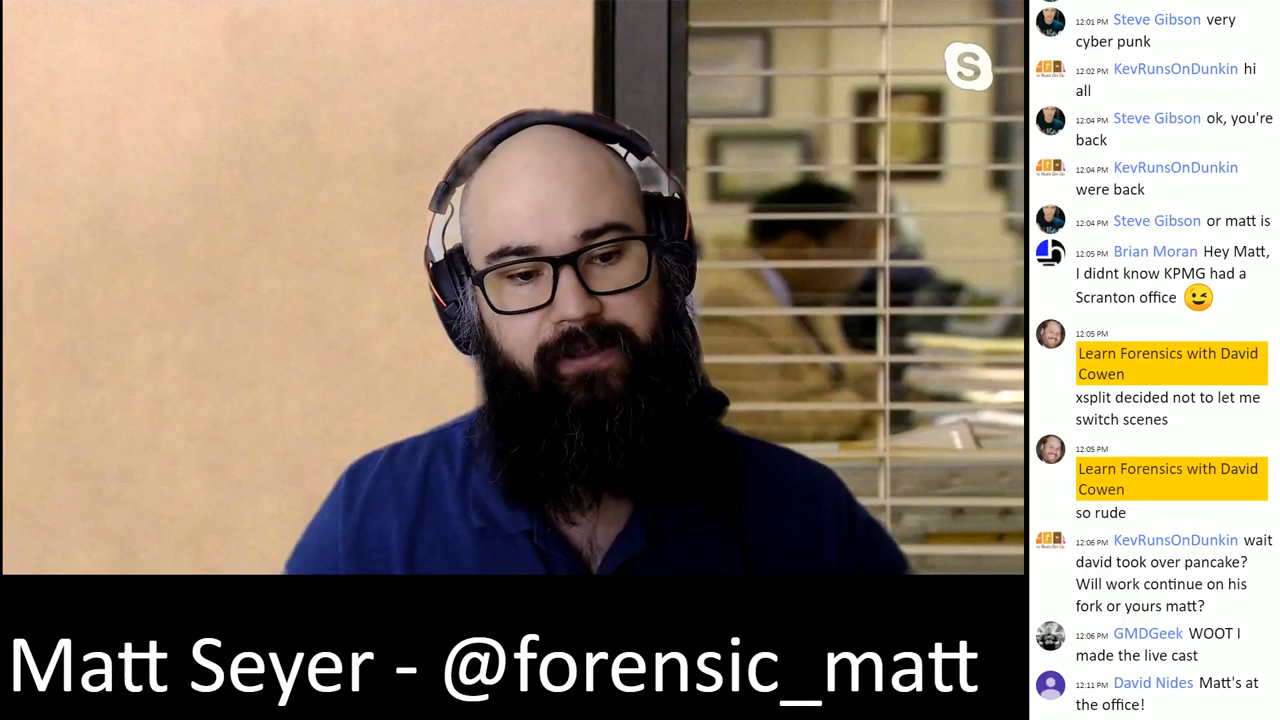 S
Matt Seyer - @forensic_matt
12:01 PM Steve Gibson very
cyber punk
12:02 PM KevRunsOnDunkin hi
all
12:04 PM Steve Gibson ok, you're
back
12:04 PM KevRunsOnDunkin
were back
12:04 PM Steve Gibson or matt is
12:05 PM Brian Moran Hey Matt,
I didnt know KPMG had a
Scranton office 😉
12:05 PM
Learn Forensics with David
Cowen
xsplit decided not to let me
switch scenes
12:05 PM
Learn Forensics with David
Cowen
so rude
12:06 PM KevRunsOnDunkin wait
david took over pancake?
Will work continue on his
fork or yours matt?
12:06 PM GMDGeek WOOT I
made the live cast
12:11 PM David Nides Matt's at
the office!